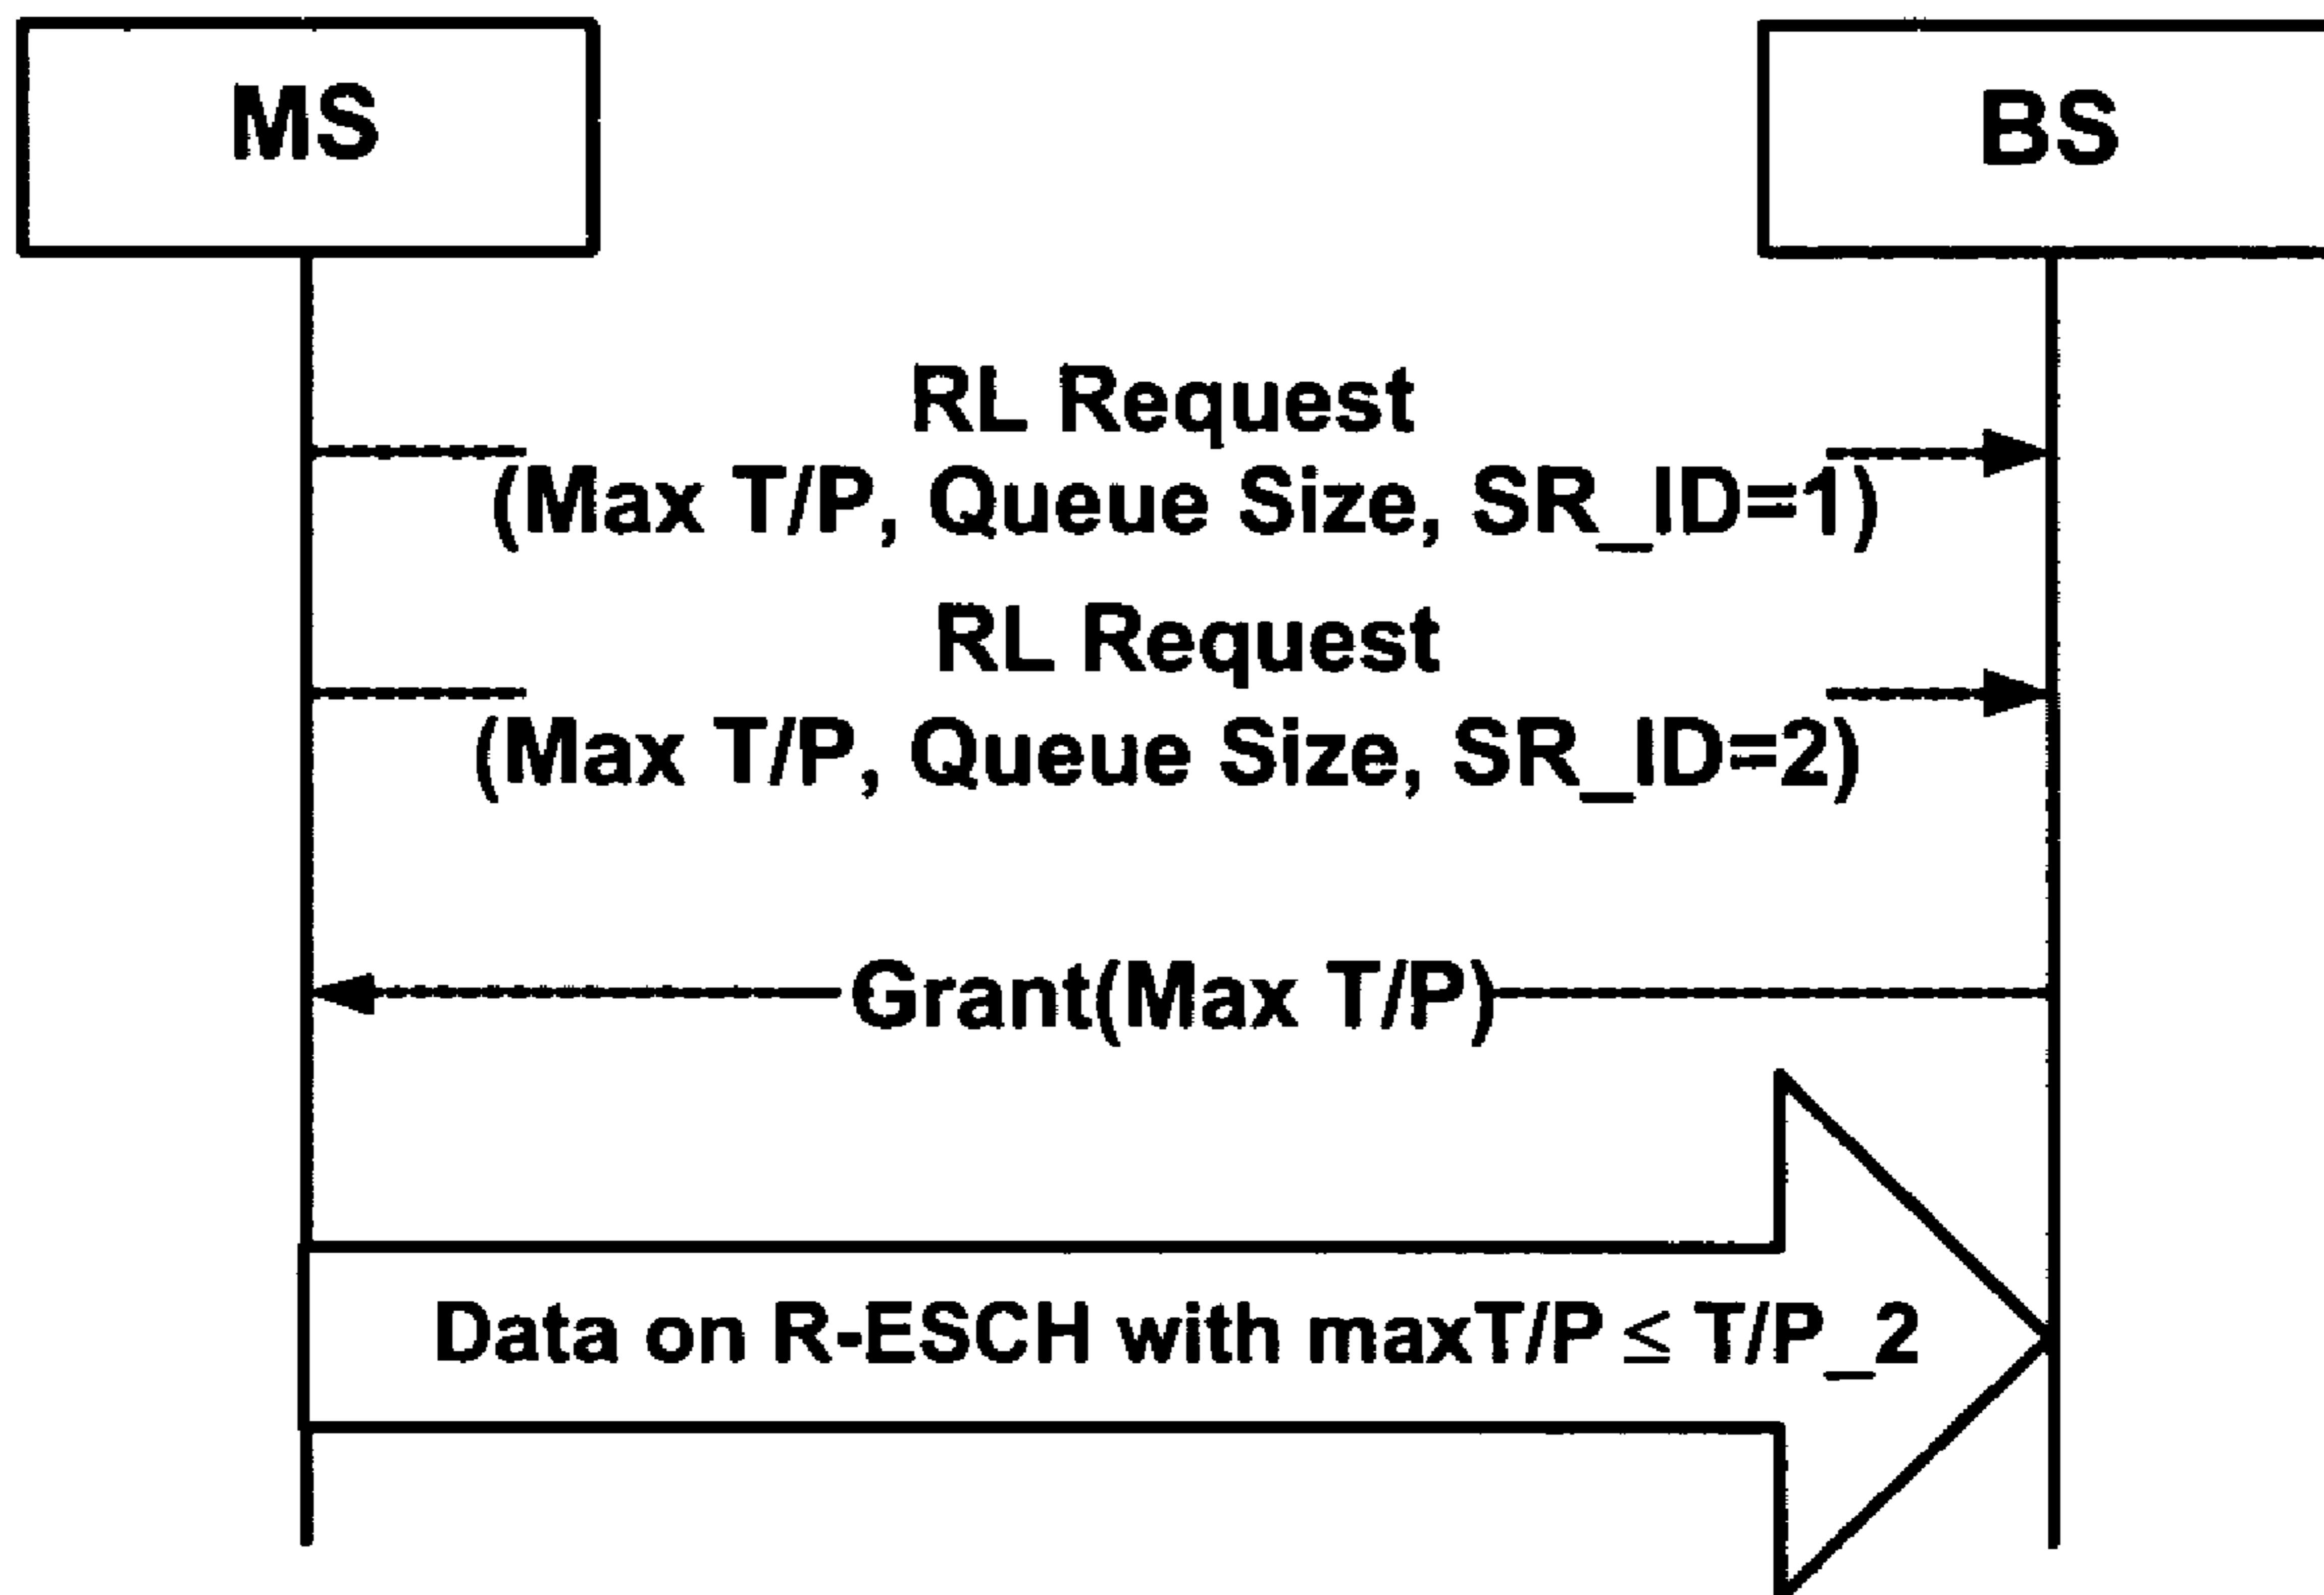 MS
BS
RL Request
(Max T/P, Queue Size, SR_ID=1)
RL Request
(Max T/P, Queue Size, SR_ID=2)
Grant(Max T/P)
Data on R-ESCH with maxT/P ≤ T/P_2